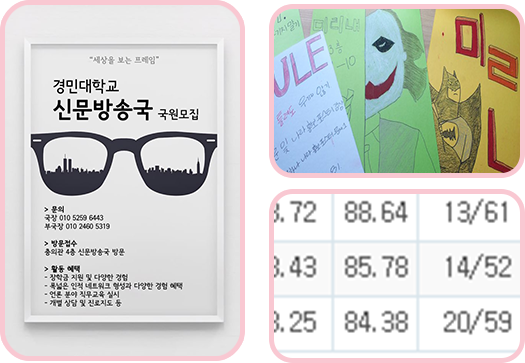 "세상을 보는 프레임"
경민대학교
신문방송국 국원모집
> 문의
국장 010 5259 6443
부국장 010 2460 5319
> 방문접수
충의관 4층 신문방송국 방문
> 활동 혜택
- 장학금 지원 및 다양한 경험
- 폭넓은 인적 네트워크 형성과 다양한 경험 혜택
- 언론 분야 직무교육 실시
- 개별 상담 및 진로지도 등
ULE
미
3.72 88.64 13/61
3.43 85.78 14/52
3.25 84.38 20/59